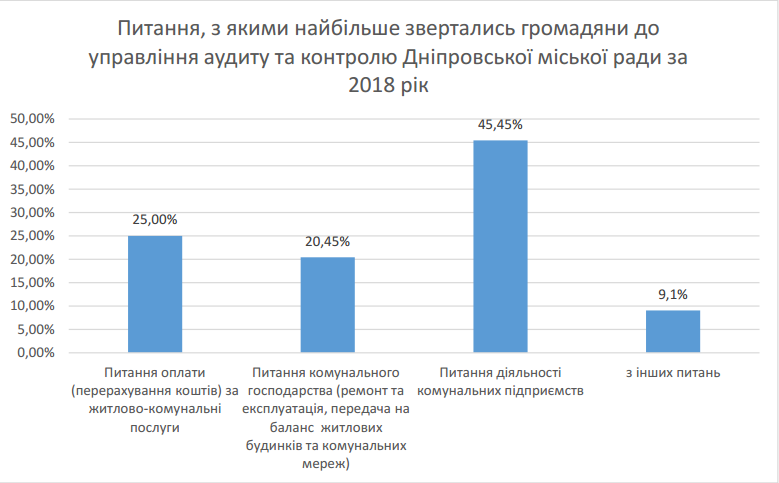 Питання, з якими найбільше звертались громадяни до
управління аудиту та контролю Дніпровської міської ради за
2018 рік
50,00%
45,00%
40,00%
35,00%
30,00%
25,00%
20,00%
15,00%
10,00%
5,00%
0,00%
25,00%
20,45%
45,45%
9,1%
Питання оплати
(перерахування коштів) за
житлово-комунальні
послуги
Питання комунального
господарства (ремонт та
експлуатація, передача на
баланс житлових
будинків та комунальних
мереж)
Питання діяльності
комунальних підприємств
з інших питань